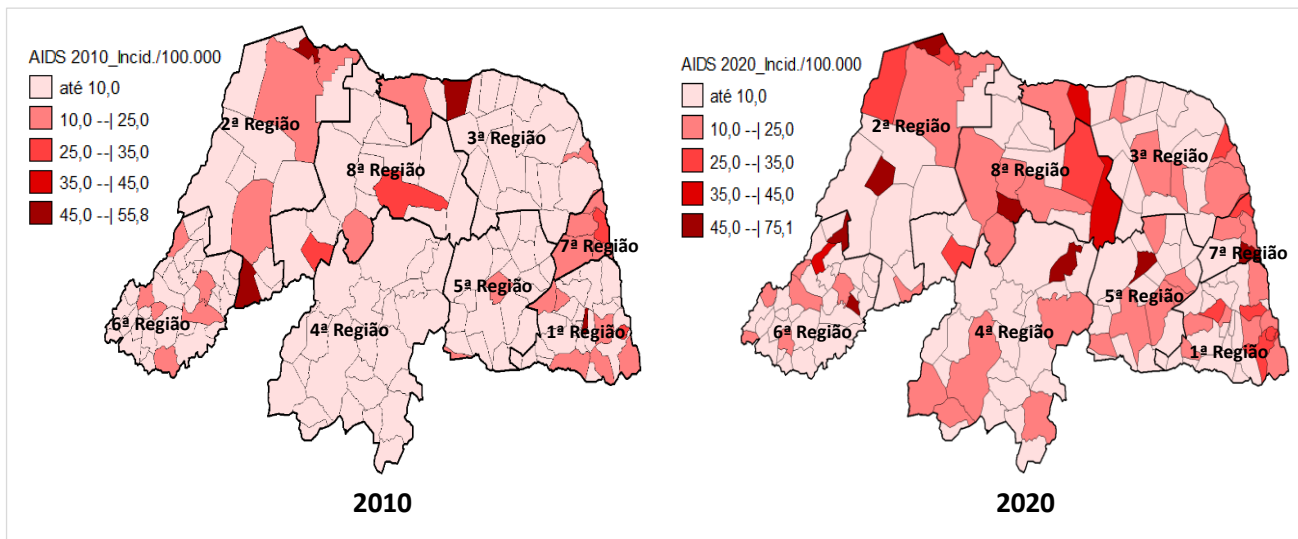 AIDS 2010_Incid./100.000
até 10,0
10,0 --| 25,0
25,0 --| 35,0
35,0 --| 45,0
45,0 --| 55,8
2ª Região
3ª Região
8ª Região
7ª Região
5ª Região
6ª Região
4ª Região
1ª Região
2010
AIDS 2020_Incid./100.000
até 10,0
10,0 --| 25,0
25,0 --| 35,0
35,0 --| 45,0
45,0 --| 75,1
2ª Região
3ª Região
8ª Região
7ª Região
5ª Região
6ª Região
4ª Região
1ª Região
2020